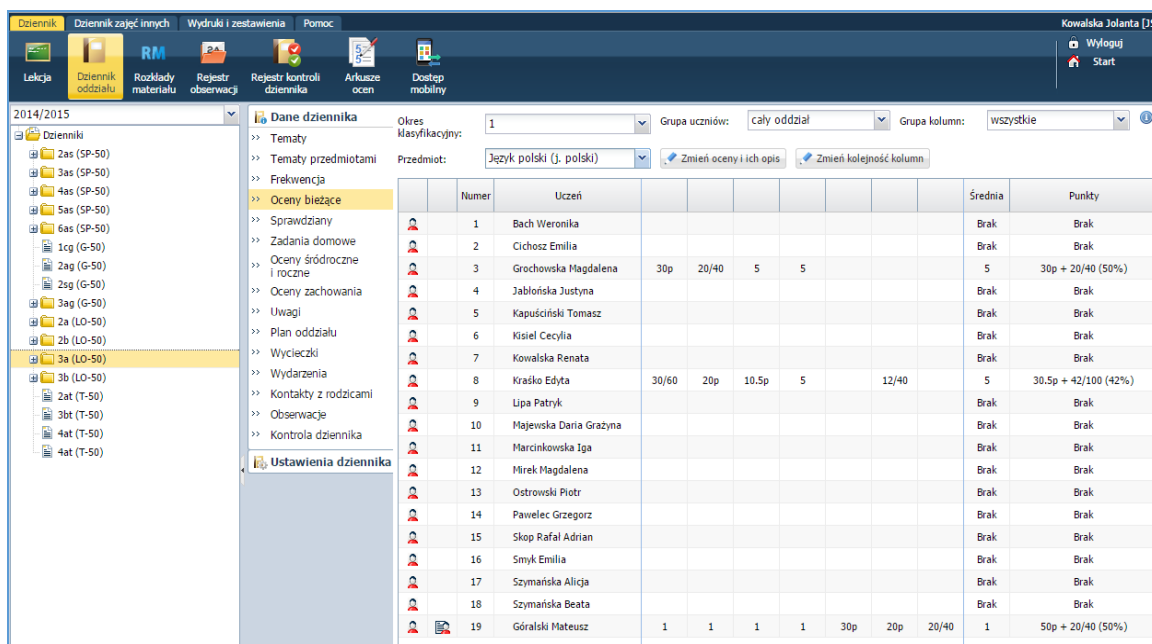 Dziennik Dziennik zajęć innych Wydruki i zestawienia Pomoc Kowalska Jolanta [JS
Lekcja Dziennik oddziału Rozkłady materiału Rejestr obserwacji Rejestr kontroli dziennika Arkusze ocen Dostęp mobilny
RM
Wyloguj
Start
2014/2015
Dzienniki
2as (SP-50)
3as (SP-50)
4as (SP-50)
5as (SP-50)
6as (SP-50)
1cg (G-50)
2ag (G-50)
2sg (G-50)
3ag (G-50)
2a (LO-50)
2b (LO-50)
3a (LO-50)
3b (LO-50)
2at (T-50)
3bt (T-50)
4at (T-50)
4at (T-50)
Dane dziennika
Tematy
Tematy przedmiotami
Frekwencja
Oceny bieżące
Sprawdziany
Zadania domowe
Oceny śródroczne
i roczne
Oceny zachowania
Uwagi
Plan oddziału
Wycieczki
Wydarzenia
Kontakty z rodzicami
Obserwacje
Kontrola dziennika
Ustawienia dziennika
Okres klasyfikacyjny: 1 Grupa uczniów: cały oddział Grupa kolumn: wszystkie
Przedmiot: Język polski (j. polski) Zmień oceny i ich opis Zmień kolejność kolumn
Numer Uczeń Średnia Punkty
1 Bach Weronika Brak Brak
2 Cichosz Emilia Brak Brak
3 Grochowska Magdalena 30p 20/40 5 5 5 30p + 20/40 (50%)
4 Jabłońska Justyna Brak Brak
5 Kapuściński Tomasz Brak Brak
6 Kisiel Cecylia Brak Brak
7 Kowalska Renata Brak Brak
8 Kraśko Edyta 30/60 20p 10.5p 5 12/40 5 30.5p + 42/100 (42%)
9 Lipa Patryk Brak Brak
10 Majewska Daria Grażyna Brak Brak
11 Marcinkowska Iga Brak Brak
12 Mirek Magdalena Brak Brak
13 Ostrowski Piotr Brak Brak
14 Pawelec Grzegorz Brak Brak
15 Skop Rafał Adrian Brak Brak
16 Smyk Emilia Brak Brak
17 Szymańska Alicja Brak Brak
18 Szymańska Beata Brak Brak
19 Góralski Mateusz 1 1 1 1 30p 20p 20/40 1 50p + 20/40 (50%)